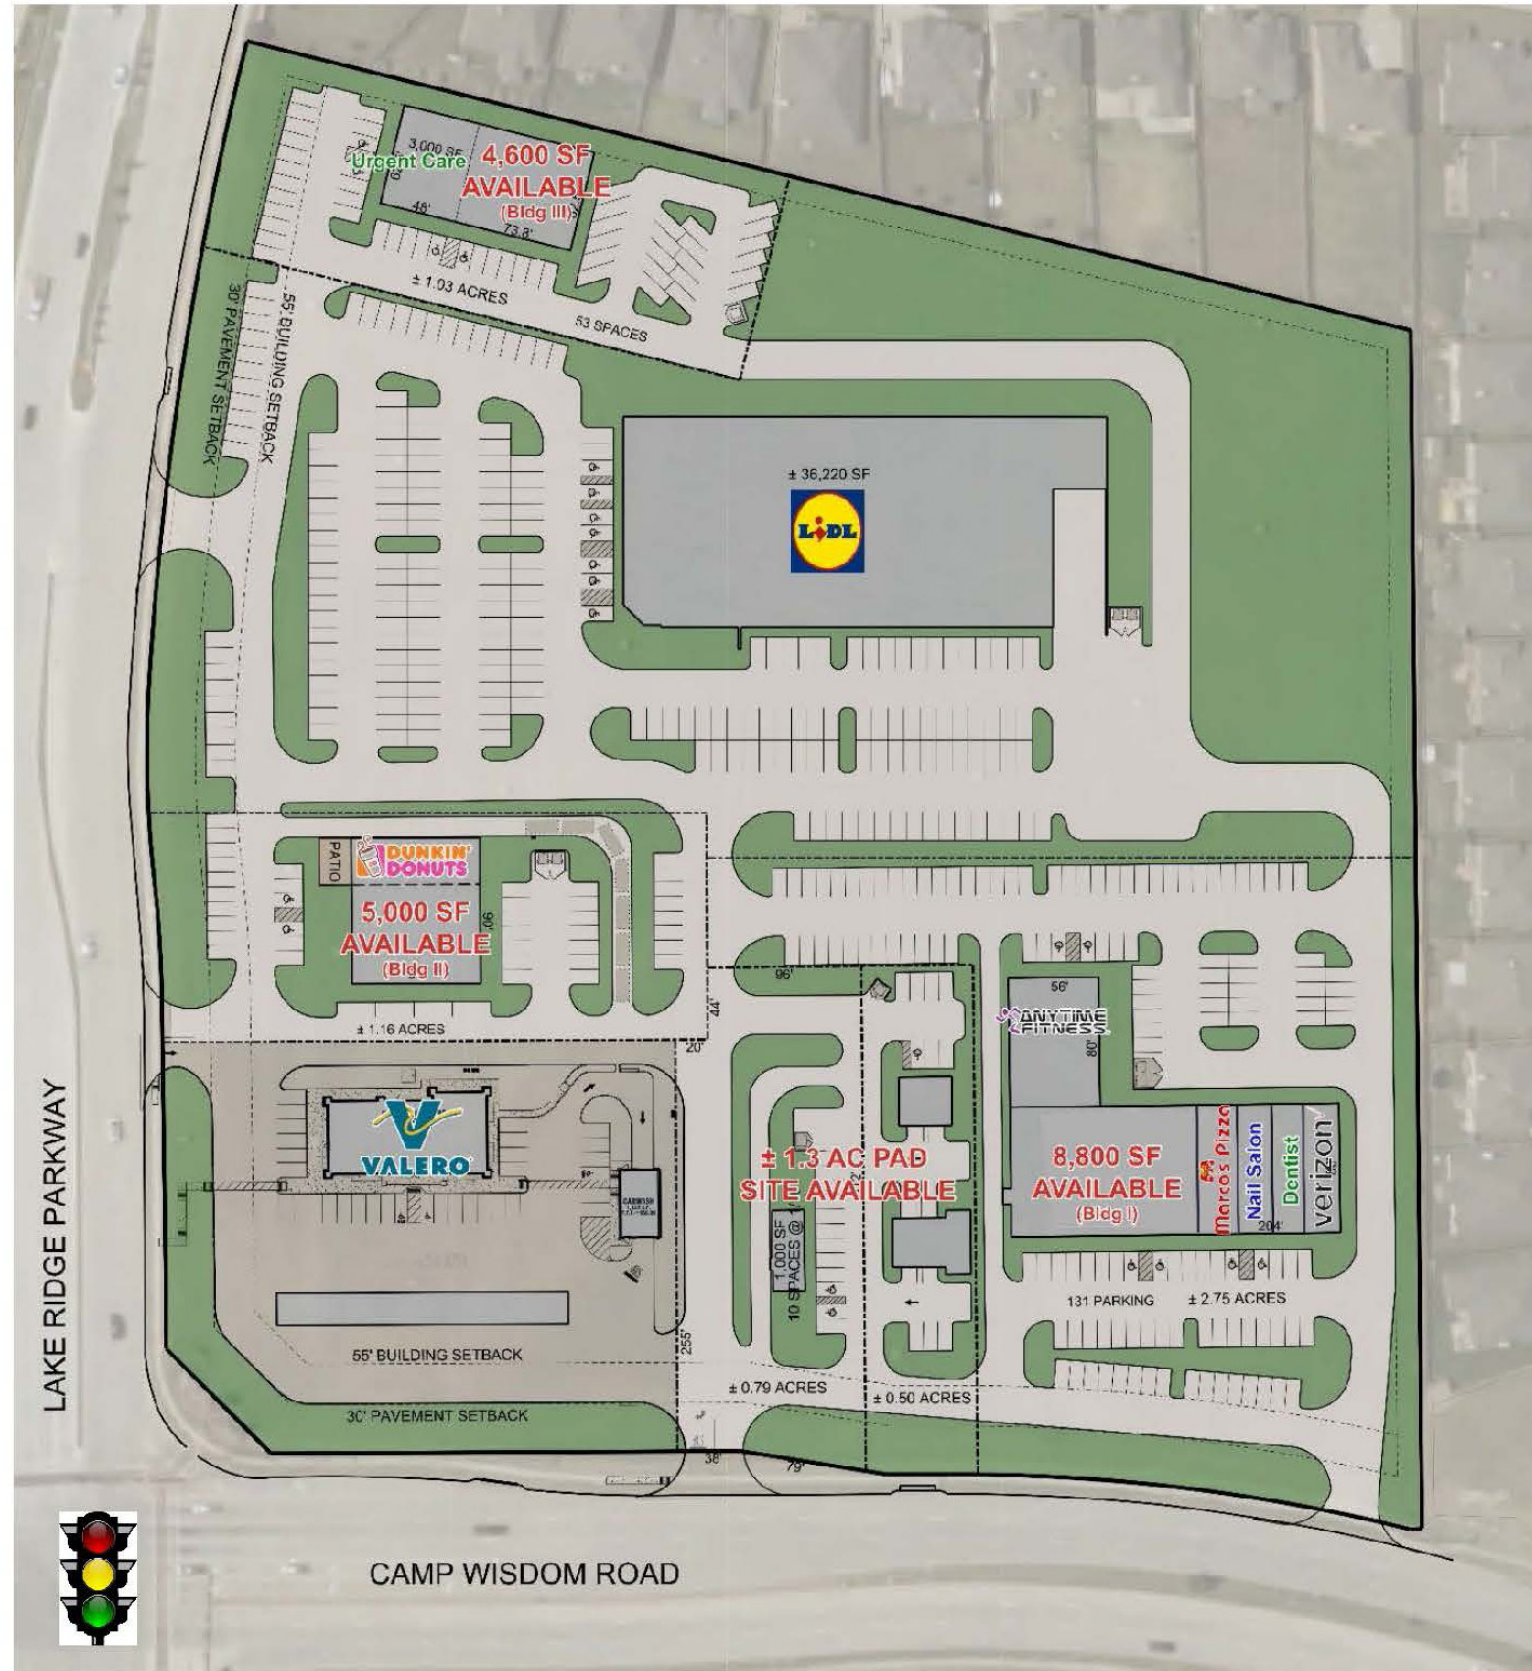 3,000 SF
Urgent Care
4,600 SF
AVAILABLE
(Bldg III)
48'
73.8'
± 1.03 ACRES
53 SPACES
30' PAVEMENT SETBACK
55' BUILDING SETBACK
± 36,220 SF
LIDL
PATIO
DUNKIN'
DONUTS
5,000 SF
AVAILABLE
(Bldg II)
90'
± 1.16 ACRES
44'
20'
96'
56'
ANYTIME
FITNESS
80'
VALERO
CARWASH
± 1.3 AC PAD
SITE AVAILABLE
1,000 SF
10 SPACES @
8,800 SF
AVAILABLE
(Bldg I)
Marcos Pizza
Nail Salon
Dentist
verizon
204'
131 PARKING
± 2.75 ACRES
255'
55' BUILDING SETBACK
30' PAVEMENT SETBACK
± 0.79 ACRES
± 0.50 ACRES
38'
79'
LAKE RIDGE PARKWAY
CAMP WISDOM ROAD